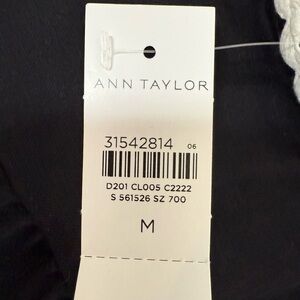 ANN TAYLOR
31542814 06
D201 CL005 C2222
S 561526 SZ 700
M